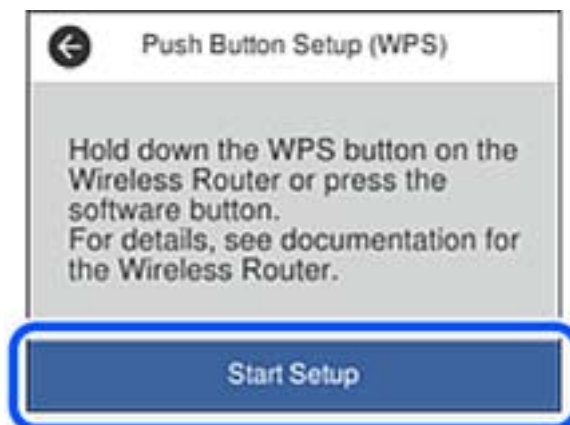 Push Button Setup (WPS)
Hold down the WPS button on the
Wireless Router or press the
software button.
For details, see documentation for
the Wireless Router.
Start Setup